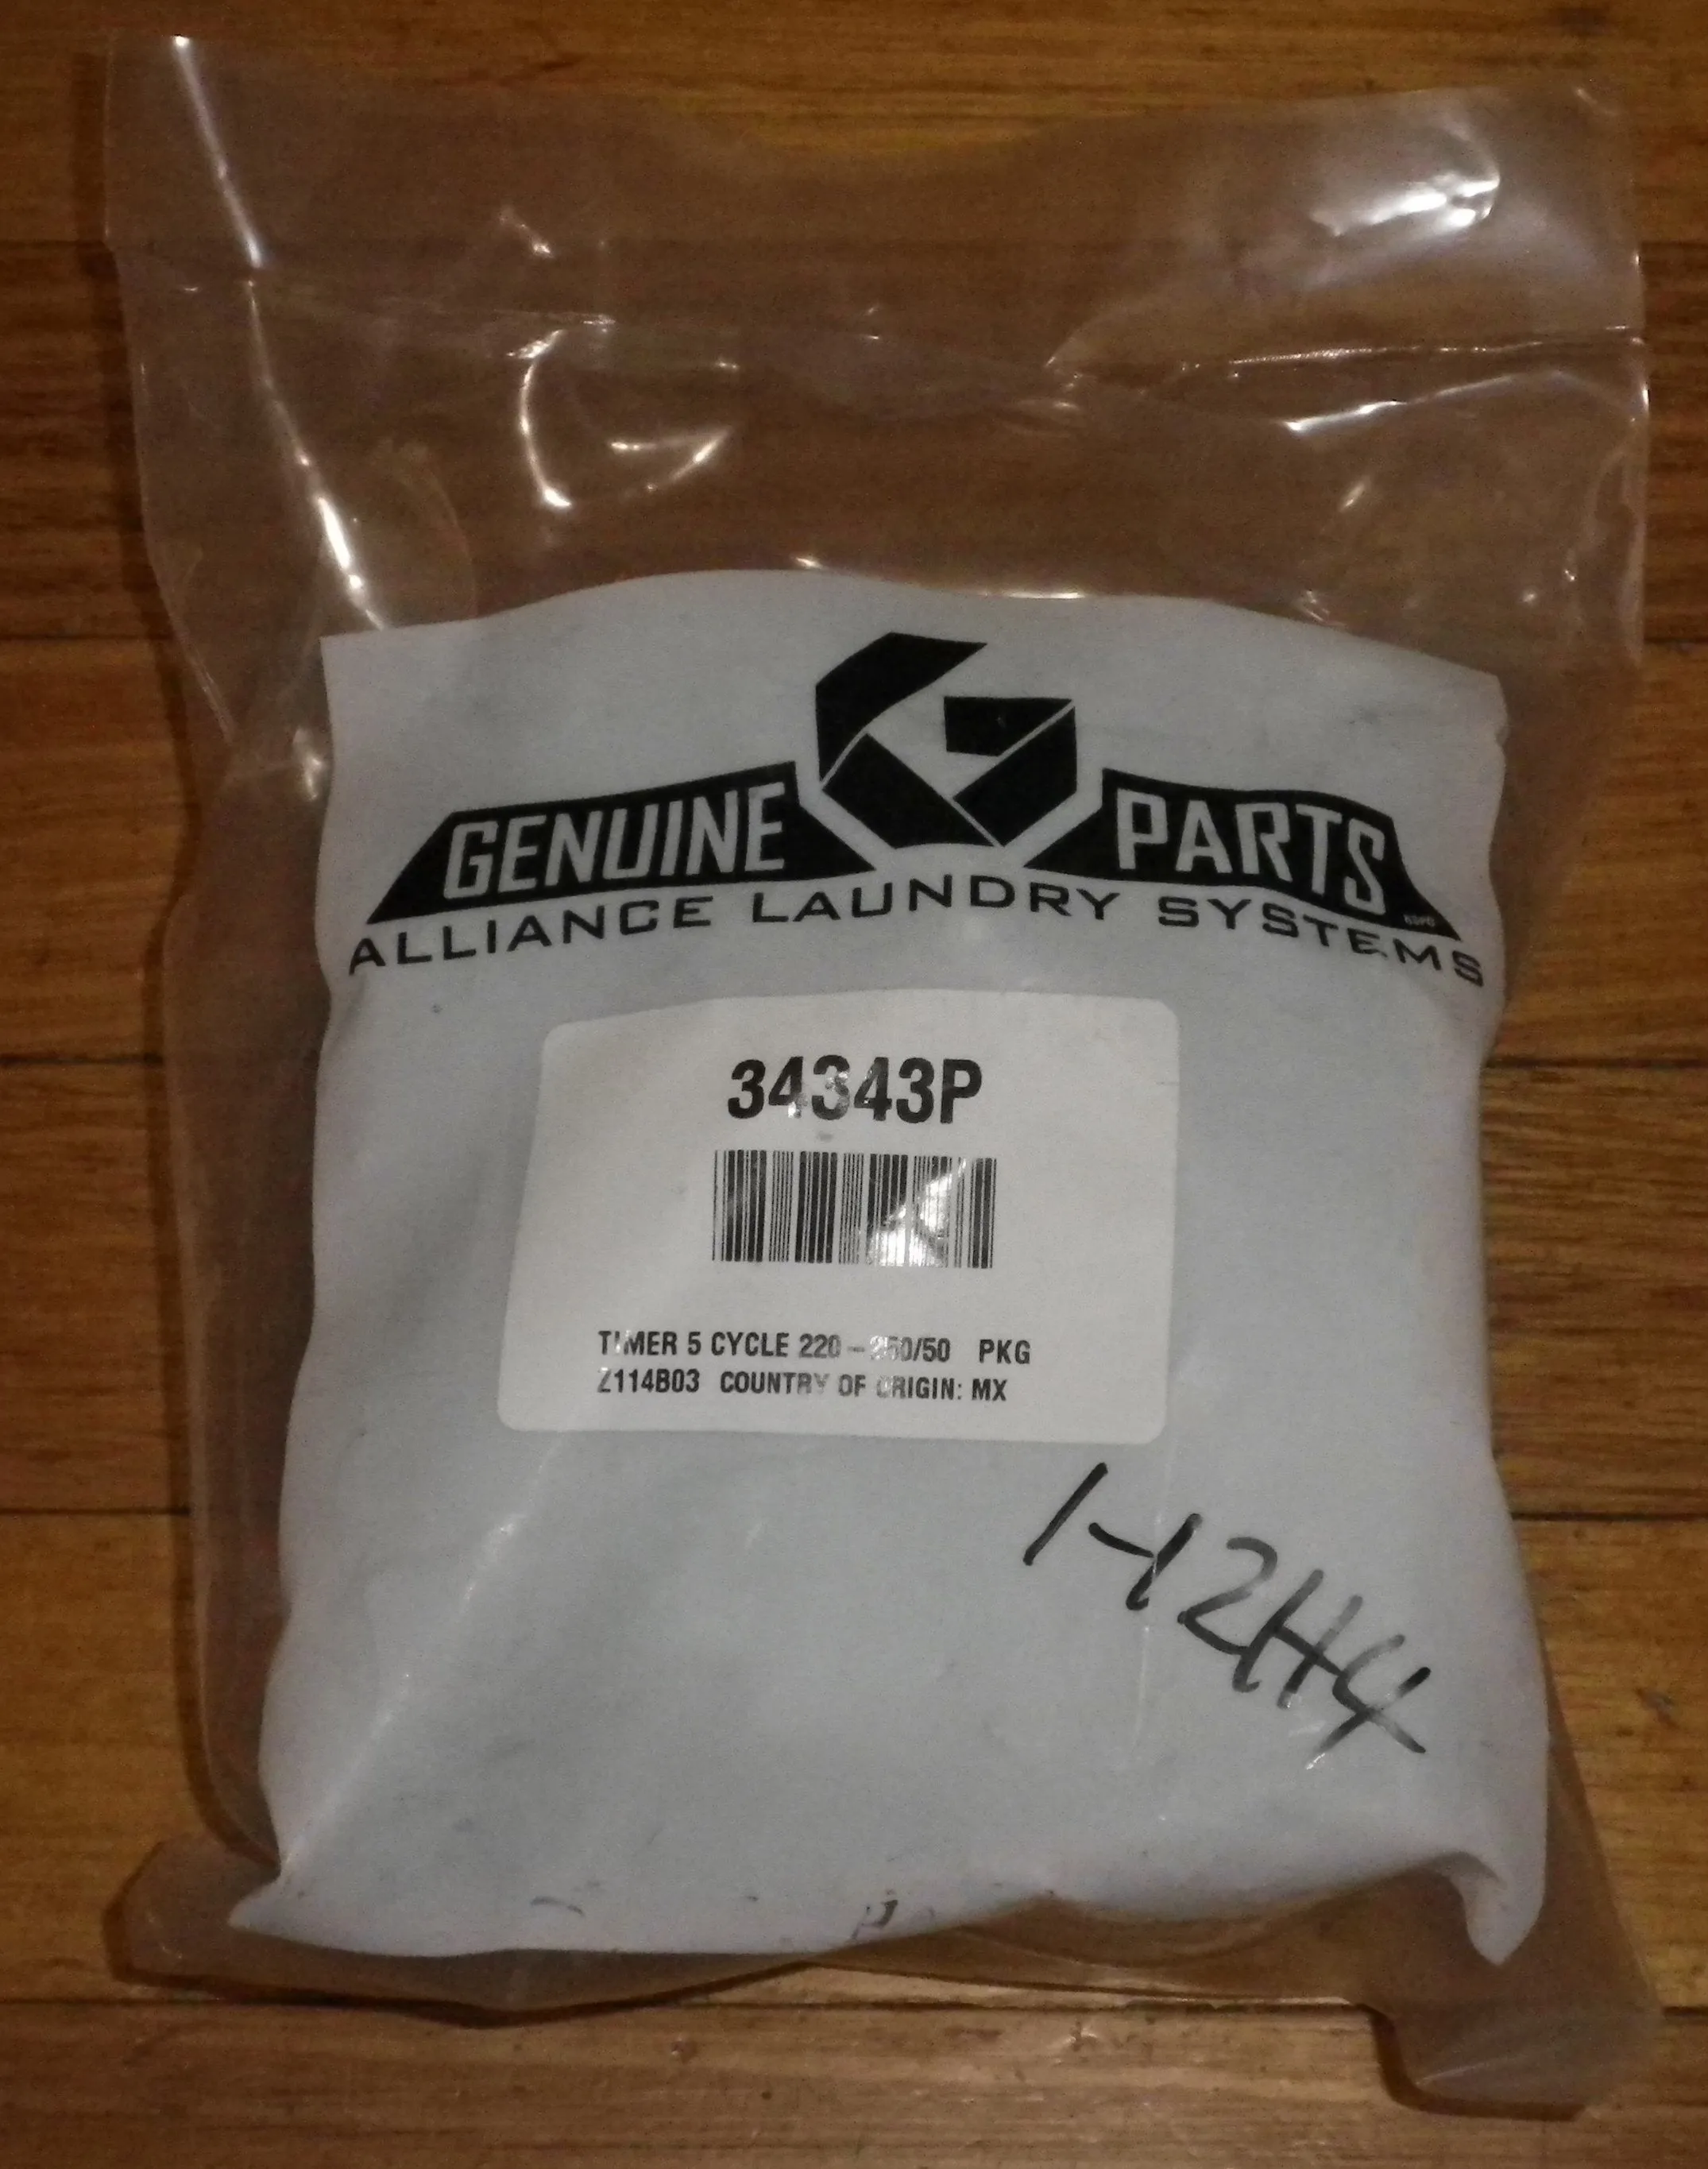 GENUINE PARTS
ALLIANCE LAUNDRY SYSTEMS
34343P
TIMER 5 CYCLE 220-250/50 PKG
Z114B03 COUNTRY OF ORIGIN: MX
1-12H4